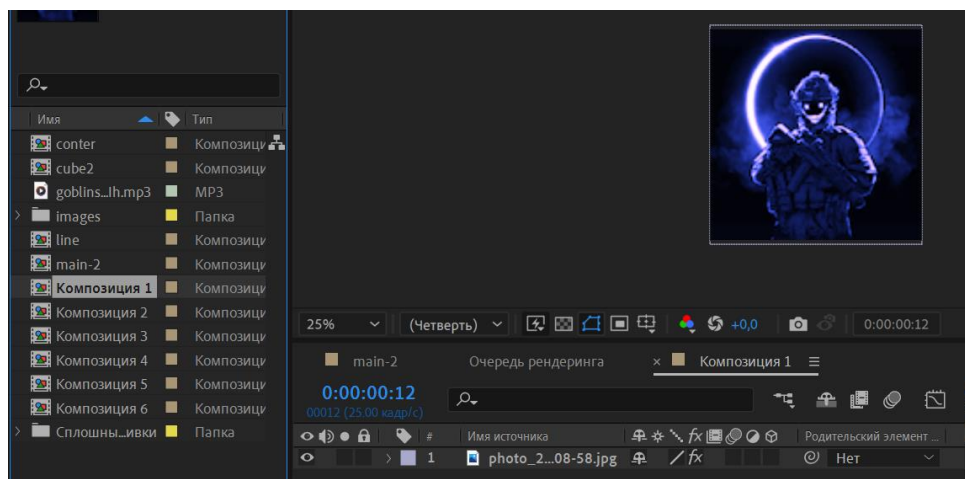 Имя Тип
conter Композици
cube2 Композици
goblins...lh.mp3 MP3
images Папка
line Композици
main-2 Композици
Композиция 1 Композици
Композиция 2 Композици
Композиция 3 Композици
Композиция 4 Композици
Композиция 5 Композици
Композиция 6 Композици
Сплошны...ивки Папка
25% (Четверть) +0,0 0:00:00:12
main-2 Очередь рендеринга × Композиция 1
0:00:00:12
00012 (25.00 кадр/с)
# Имя источника fx Родительский элемент ...
1 photo_2...08-58.jpg fx Нет